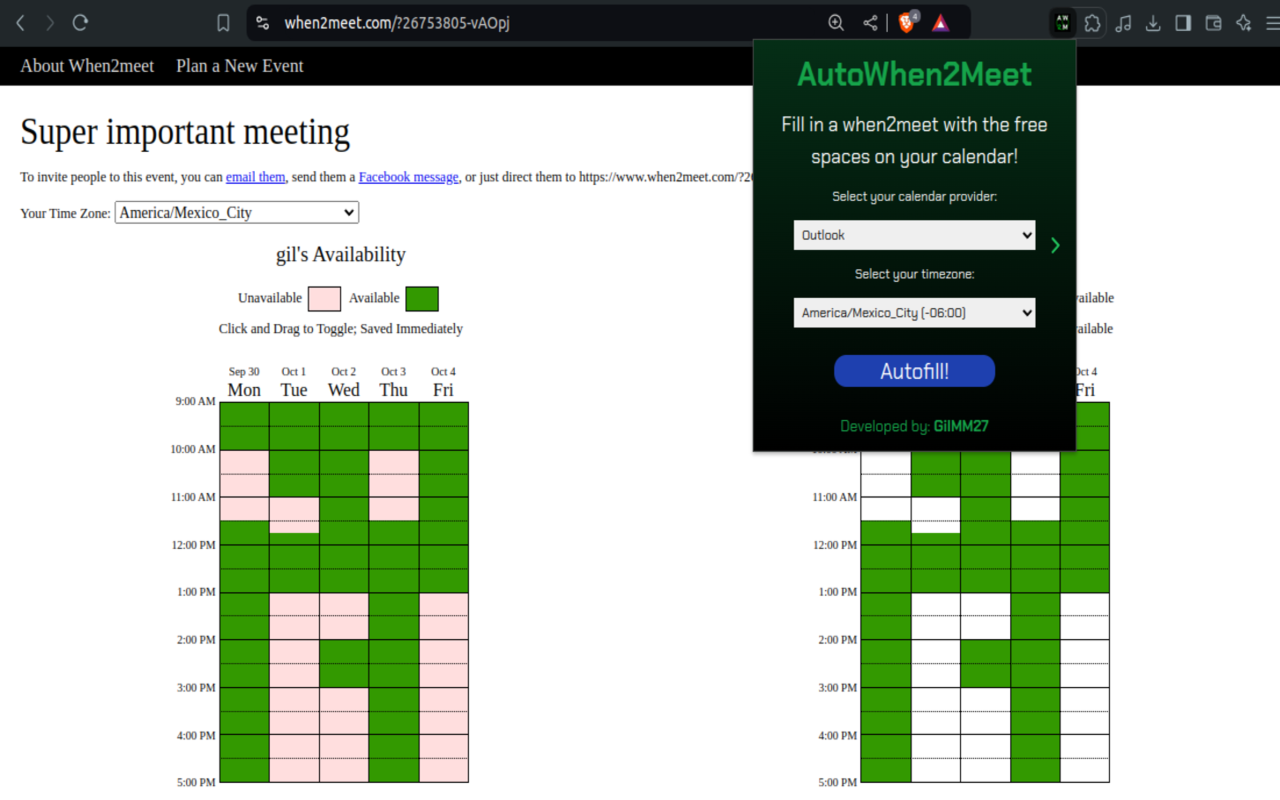 when2meet.com/?26753805-vAOpj
4
AW
2M
About When2meet Plan a New Event
Super important meeting
To invite people to this event, you can email them, send them a Facebook message, or just direct them to https://www.when2meet.com/?2
Your Time Zone: America/Mexico_City
gil's Availability
Unavailable Available
Click and Drag to Toggle; Saved Immediately
Sep 30 Oct 1 Oct 2 Oct 3 Oct 4
Mon Tue Wed Thu Fri
9:00 AM
10:00 AM
11:00 AM
12:00 PM
1:00 PM
2:00 PM
3:00 PM
4:00 PM
5:00 PM
AutoWhen2Meet
Fill in a when2meet with the free
spaces on your calendar!
Select your calendar provider:
Outlook
Select your timezone:
America/Mexico_City (-06:00)
Autofill!
Developed by: GilMM27
ailable
ailable
ct 4
Fri
11:00 AM
12:00 PM
1:00 PM
2:00 PM
3:00 PM
4:00 PM
5:00 PM